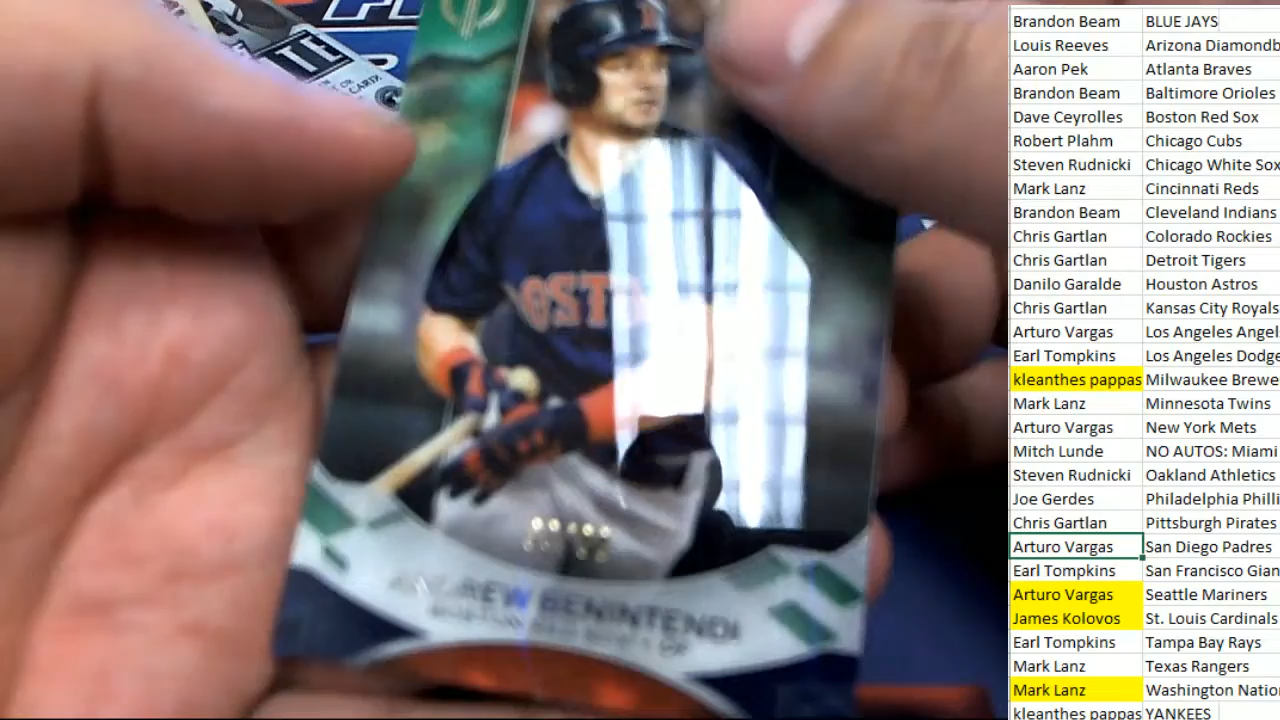 TE
OST
REW BENINTENDI
Brandon Beam BLUE JAYS
Louis Reeves Arizona Diamondb
Aaron Pek Atlanta Braves
Brandon Beam Baltimore Orioles
Dave Ceyrolles Boston Red Sox
Robert Plahm Chicago Cubs
Steven Rudnicki Chicago White Sox
Mark Lanz Cincinnati Reds
Brandon Beam Cleveland Indians
Chris Gartlan Colorado Rockies
Chris Gartlan Detroit Tigers
Danilo Garalde Houston Astros
Chris Gartlan Kansas City Royals
Arturo Vargas Los Angeles Angel
Earl Tompkins Los Angeles Dodge
kleanthes pappas Milwaukee Brewe
Mark Lanz Minnesota Twins
Arturo Vargas New York Mets
Mitch Lunde NO AUTOS: Miami
Steven Rudnicki Oakland Athletics
Joe Gerdes Philadelphia Philli
Chris Gartlan Pittsburgh Pirates
Arturo Vargas San Diego Padres
Earl Tompkins San Francisco Gian
Arturo Vargas Seattle Mariners
James Kolovos St. Louis Cardinals
Earl Tompkins Tampa Bay Rays
Mark Lanz Texas Rangers
Mark Lanz Washington Natio
kleanthes pappas YANKEES